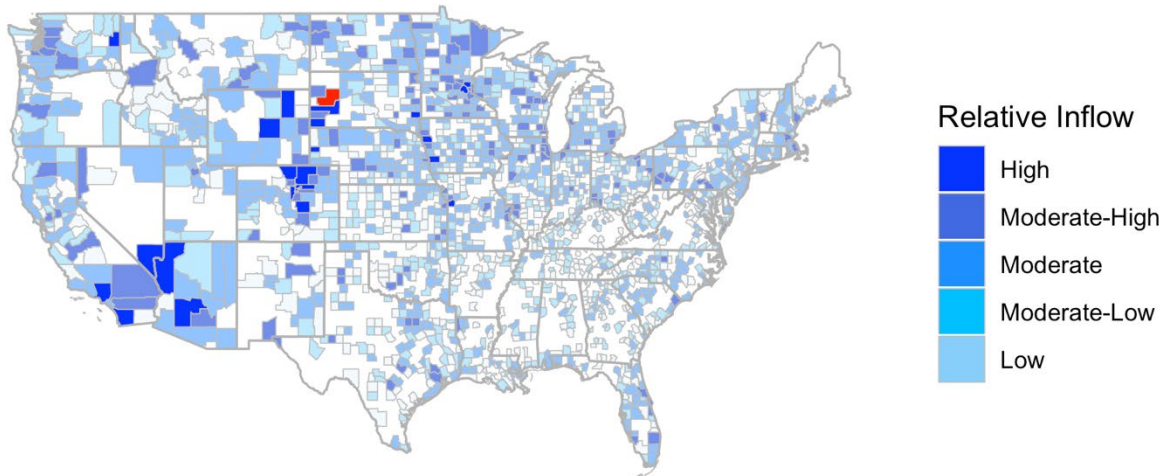 Relative Inflow
High
Moderate-High
Moderate
Moderate-Low
Low